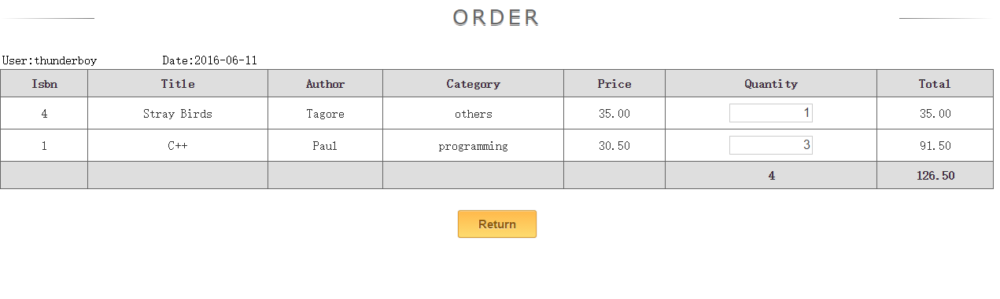 ORDER
User:thunderboy Date:2016-06-11
Isbn Title Author Category Price Quantity Total
4 Stray Birds Tagore others 35.00 1 35.00
1 C++ Paul programming 30.50 3 91.50
4 126.50
Return